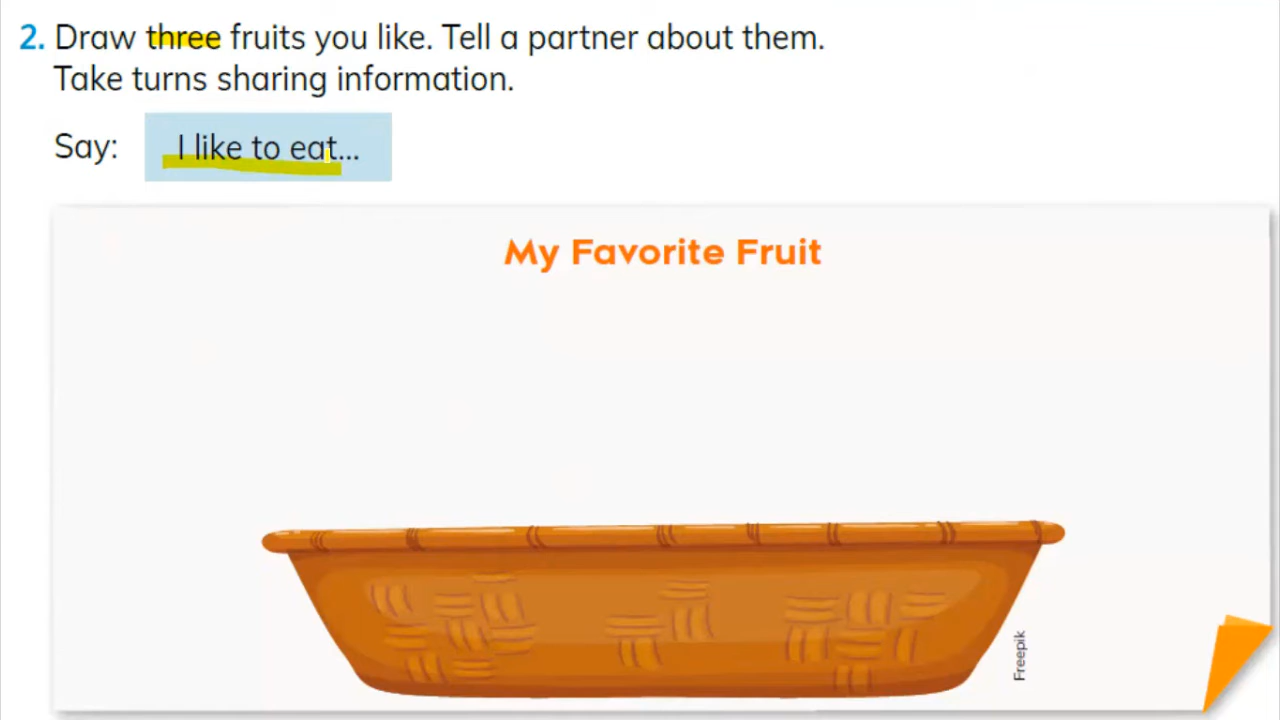 2. Draw three fruits you like. Tell a partner about them.
Take turns sharing information.
Say: I like to eat...
My Favorite Fruit
Freepik